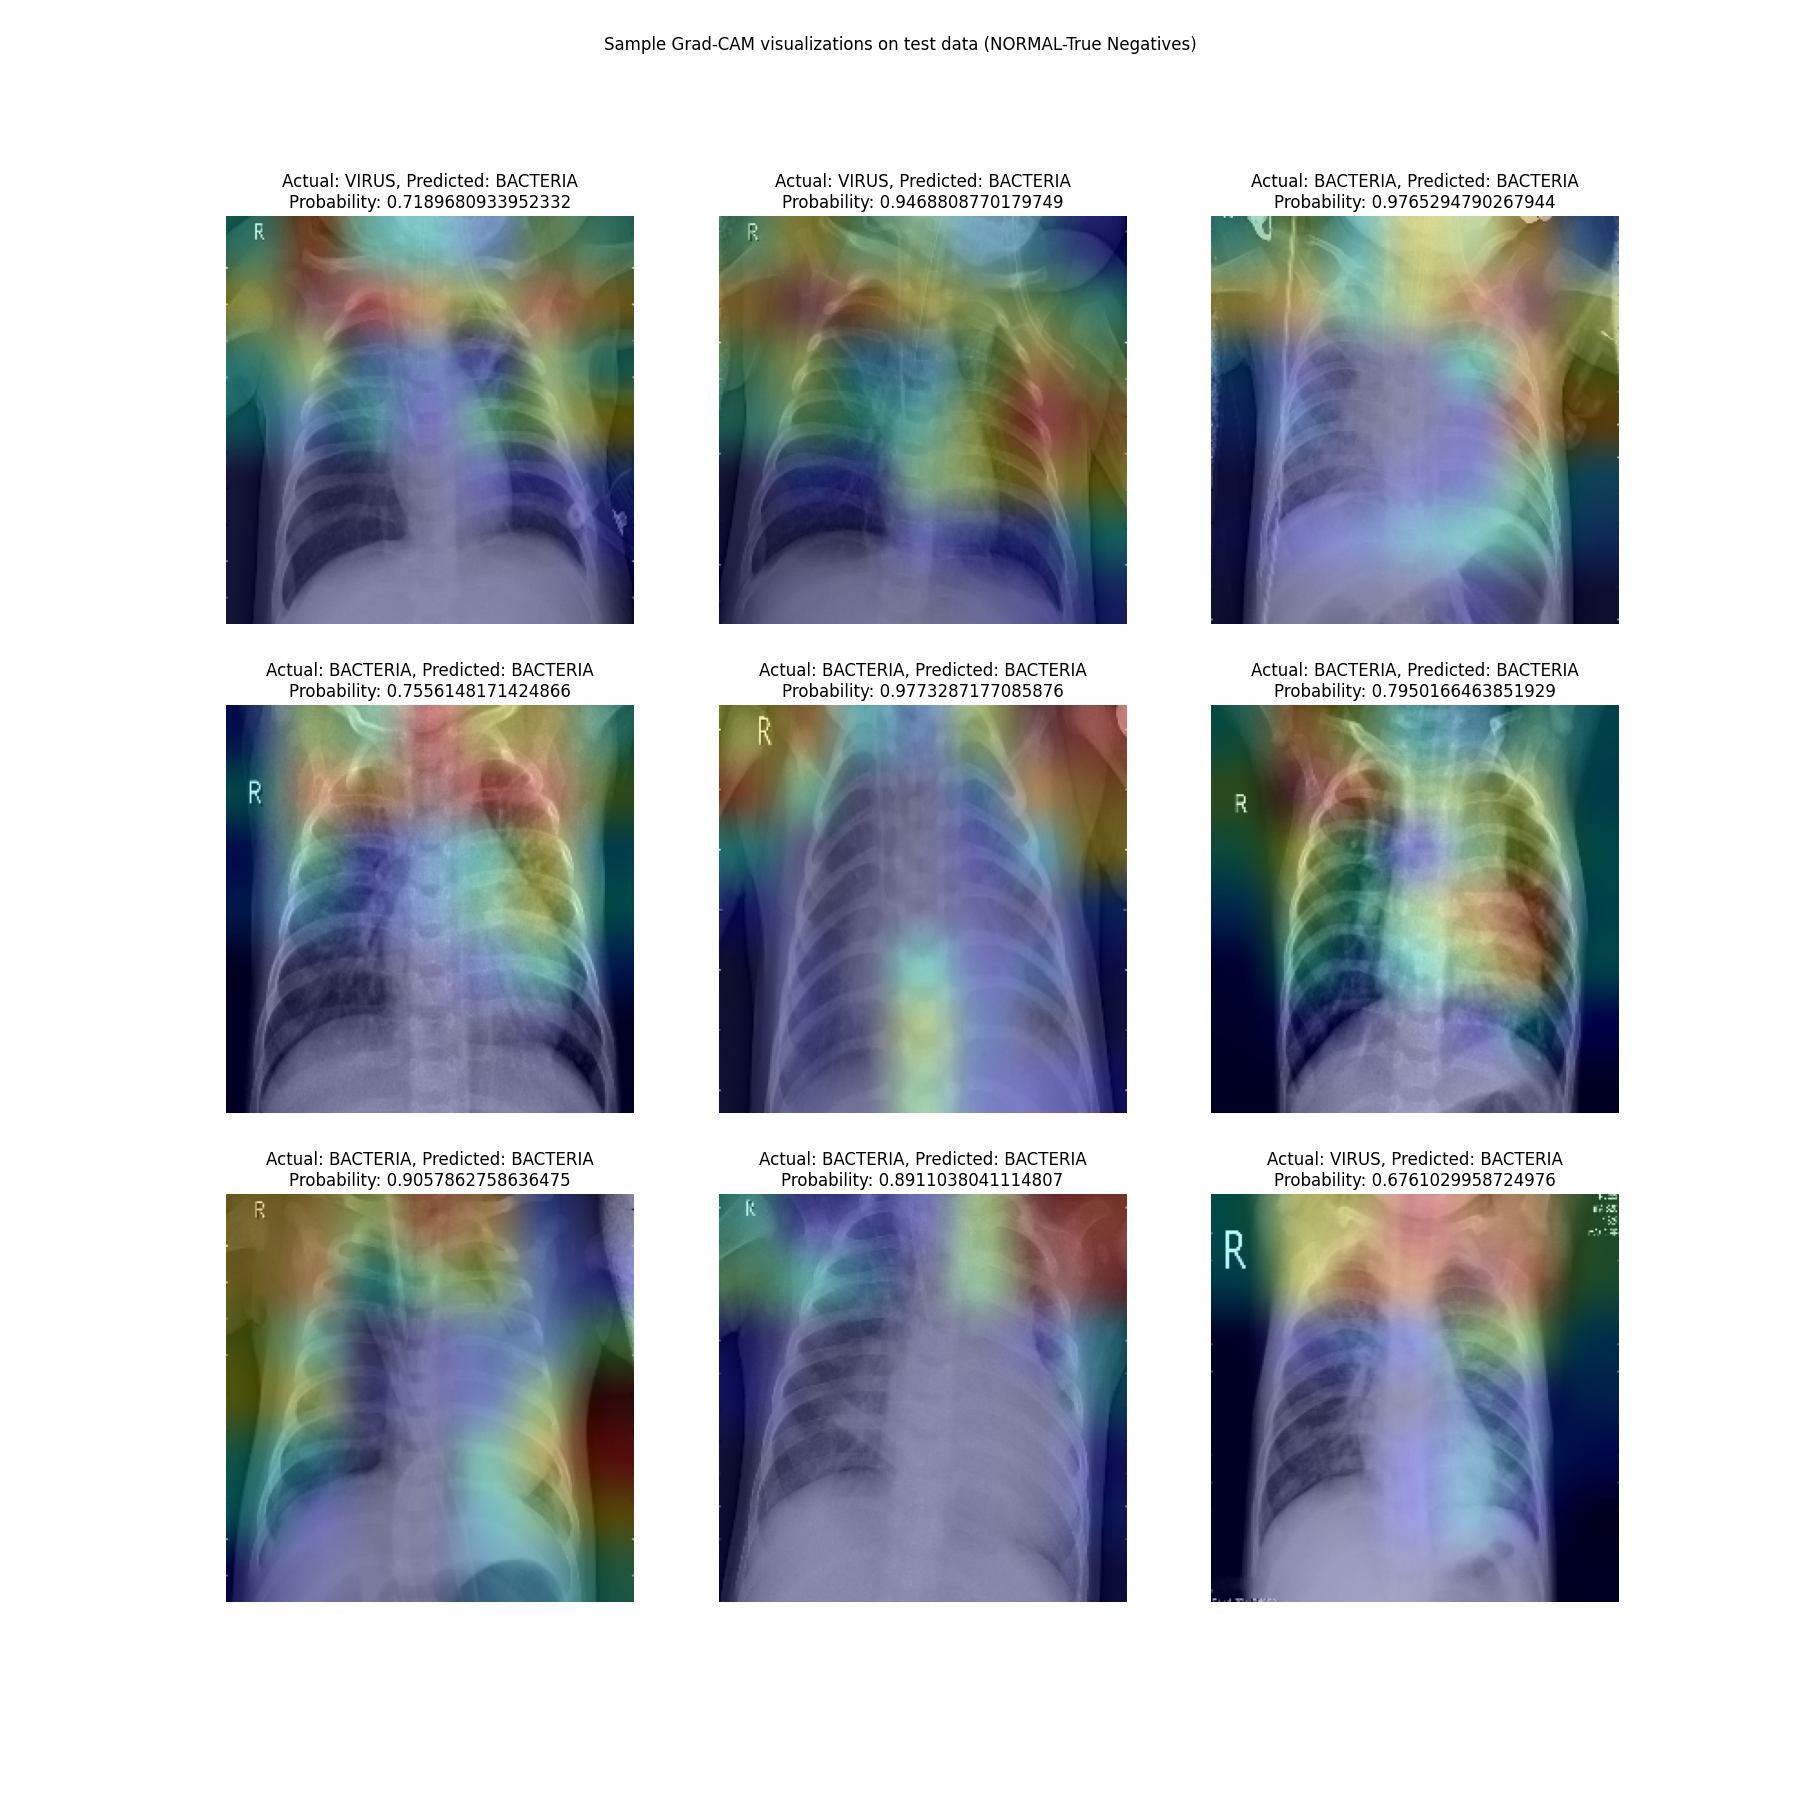 Sample Grad-CAM visualizations on test data (NORMAL-True Negatives)
Actual: VIRUS, Predicted: BACTERIA
Probability: 0.7189680933952332
Actual: VIRUS, Predicted: BACTERIA
Probability: 0.9468808770179749
Actual: BACTERIA, Predicted: BACTERIA
Probability: 0.9765294790267944
R
R
Actual: BACTERIA, Predicted: BACTERIA
Probability: 0.7556148171424866
Actual: BACTERIA, Predicted: BACTERIA
Probability: 0.9773287177085876
Actual: BACTERIA, Predicted: BACTERIA
Probability: 0.7950166463851929
R
R
R
Actual: BACTERIA, Predicted: BACTERIA
Probability: 0.9057862758636475
Actual: BACTERIA, Predicted: BACTERIA
Probability: 0.8911038041114807
Actual: VIRUS, Predicted: BACTERIA
Probability: 0.6761029958724976
R
R
R